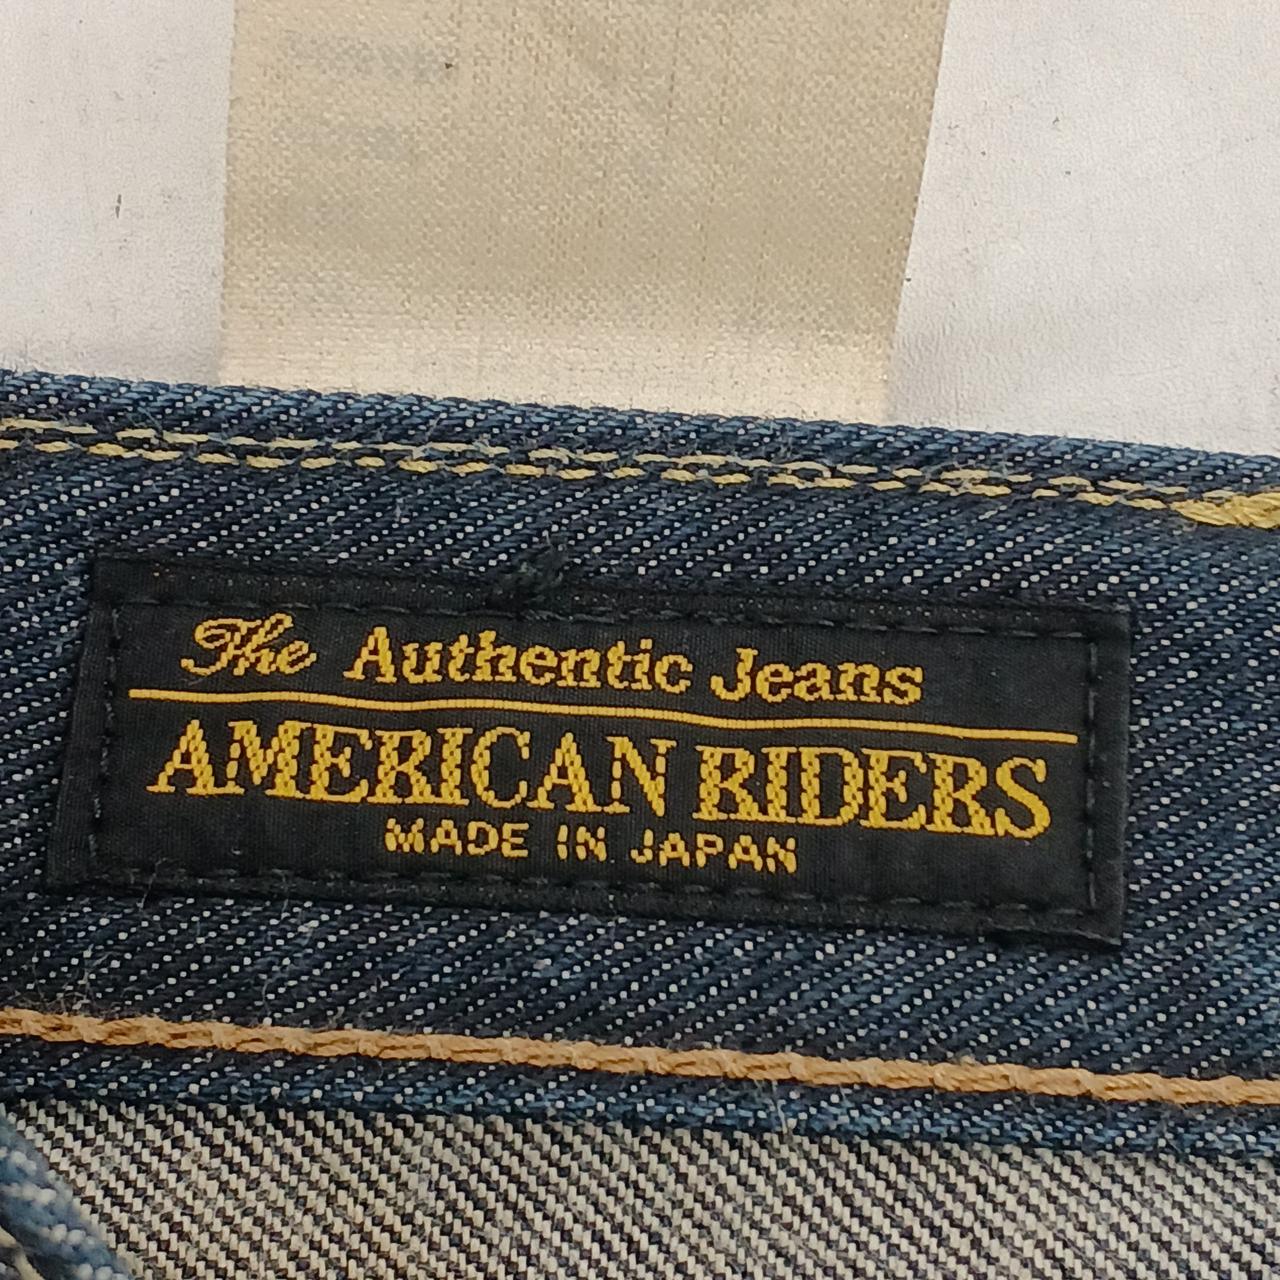 The Authentic Jeans
AMERICAN RIDERS
MADE IN JAPAN